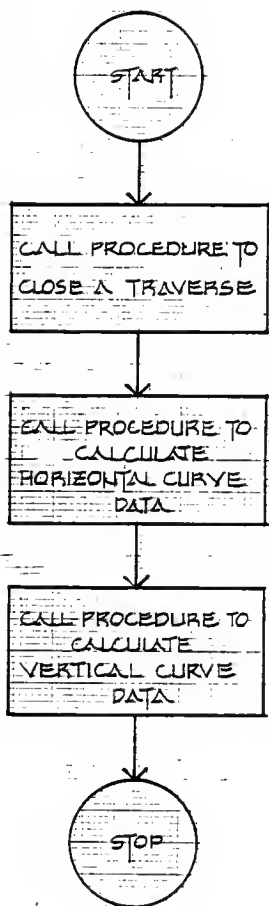 START
CALL PROCEDURE TO
CLOSE A TRAVERSE
CALL PROCEDURE TO
CALCULATE
HORIZONTAL CURVE
DATA
CALL PROCEDURE TO
CALCULATE
VERTICAL CURVE
DATA
STOP